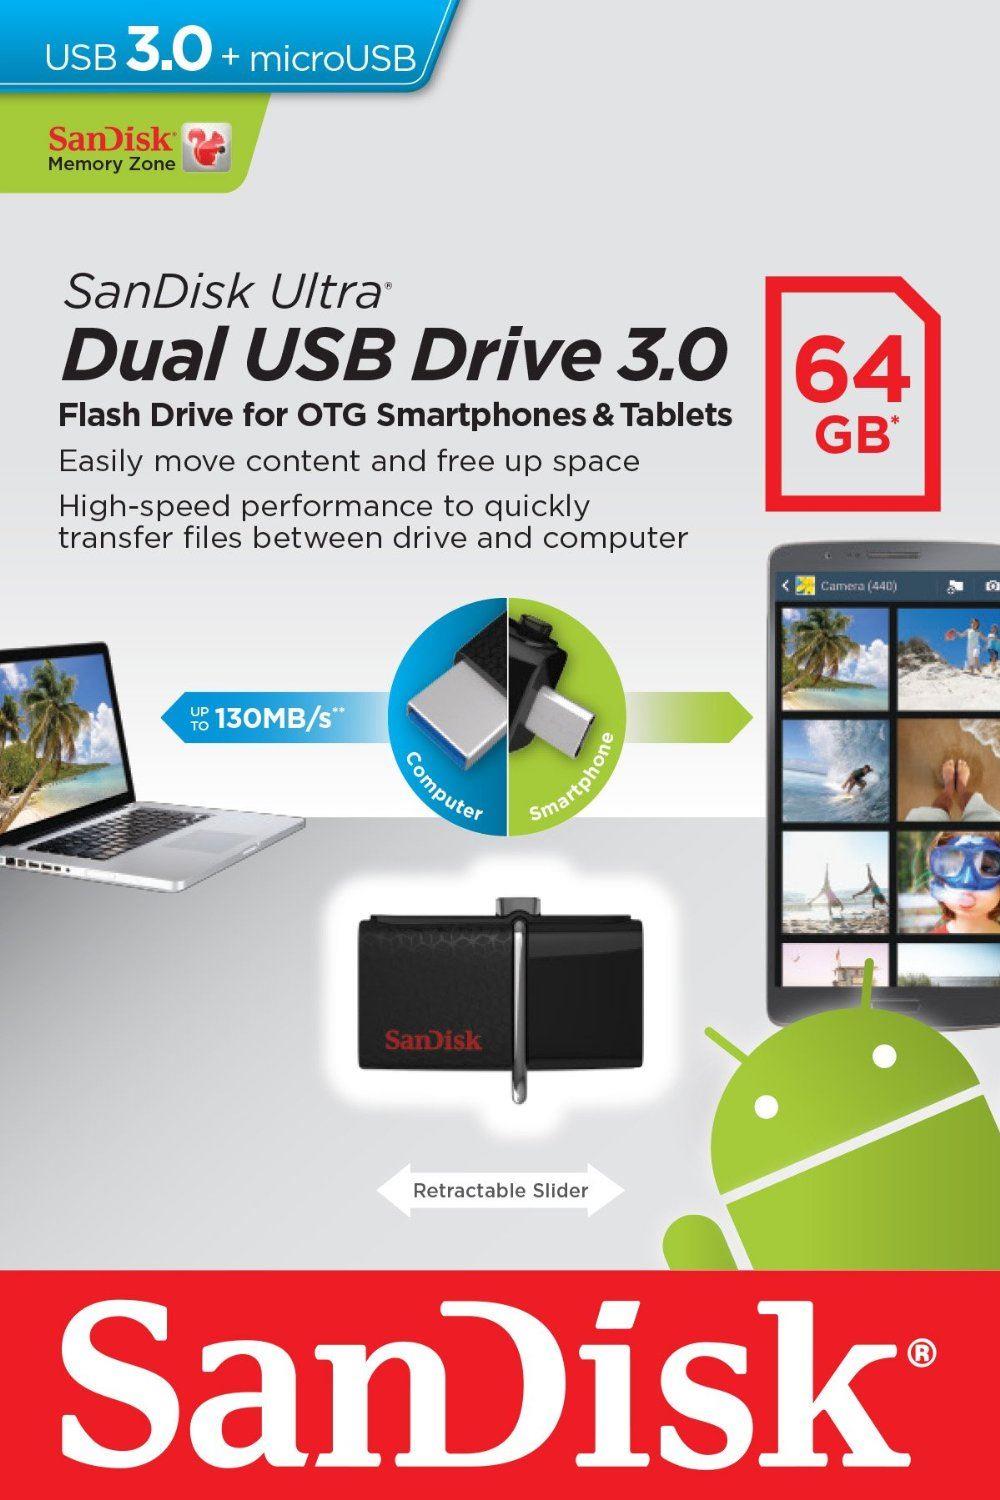 USB 3.0 + microUSB
SanDisk®
Memory Zone
SanDisk Ultra®
Dual USB Drive 3.0
Flash Drive for OTG Smartphones & Tablets
Easily move content and free up space
High-speed performance to quickly
transfer files between drive and computer
64
GB*
Camera (440)
UP TO 130MB/s**
Computer
Smartphone
SanDisk
Retractable Slider
SanDisk®